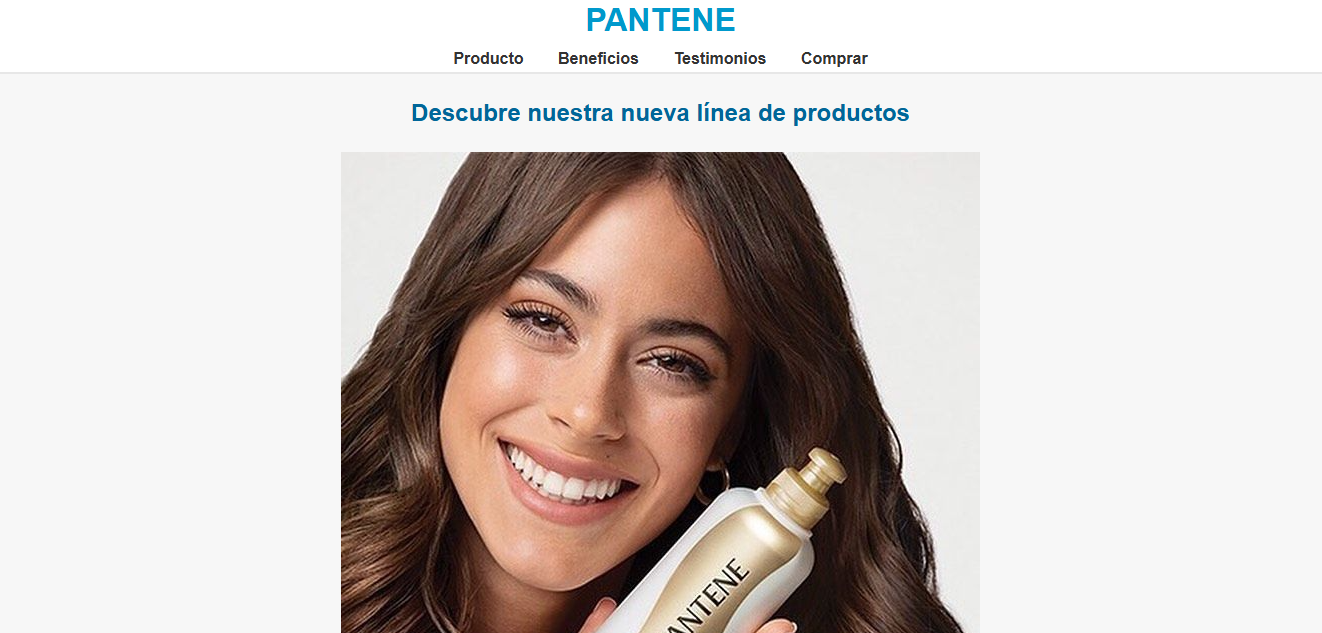 PANTENE
Producto Beneficios Testimonios Comprar
Descubre nuestra nueva línea de productos
PANTENE